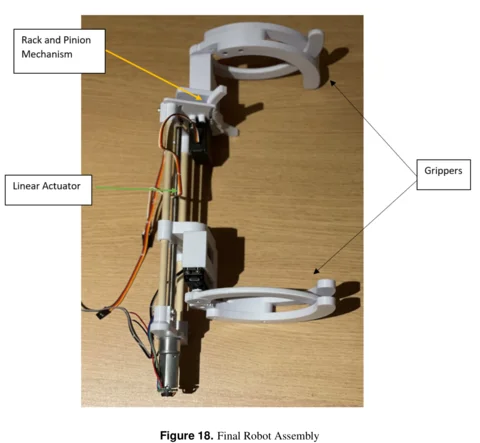 Rack and Pinion
Mechanism
Linear Actuator
Grippers
Figure 18. Final Robot Assembly